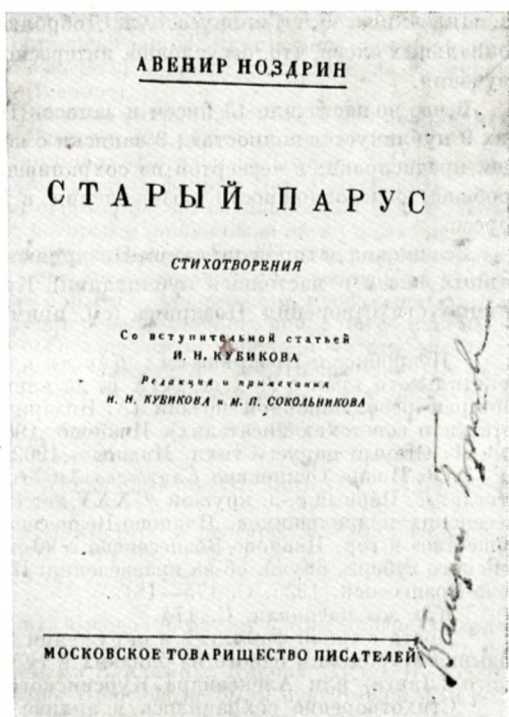 АВЕНИР НОЗДРИН
СТАРЫЙ ПАРУС
СТИХОТВОРЕНИЯ
Со вступительной статьей
И. Н. КУБИКОВА
Редакция и примечания
И. Н. КУБИКОВА и М. П. СОКОЛЬНИКОВА
МОСКОВСКОЕ ТОВАРИЩЕСТВО ПИСАТЕЛЕЙ